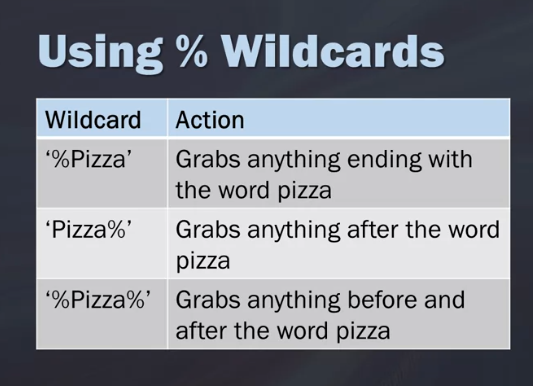 Using % Wildcards
Wildcard Action
‘%Pizza’ Grabs anything ending with
the word pizza
‘Pizza%’ Grabs anything after the word
pizza
‘%Pizza%’ Grabs anything before and
after the word pizza